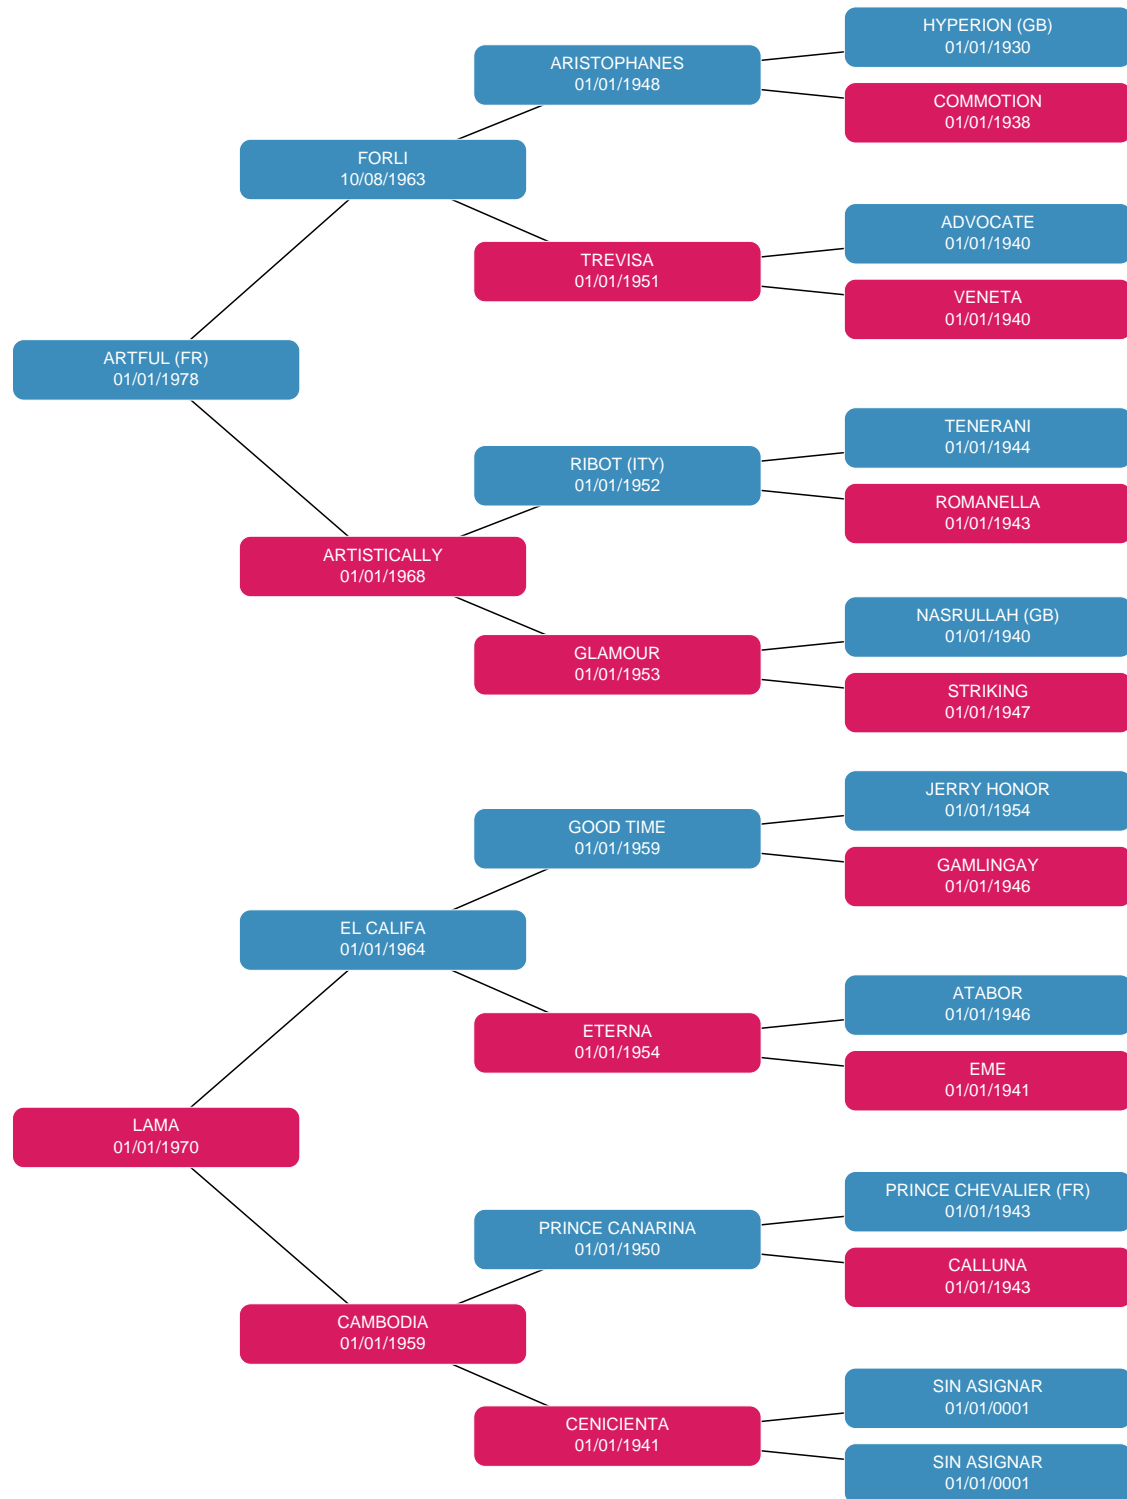 HYPERION (GB)
01/01/1930
ARISTOPHANES
01/01/1948
COMMOTION
01/01/1938
FORLI
10/08/1963
ADVOCATE
01/01/1940
TREVISA
01/01/1951
VENETA
01/01/1940
ARTFUL (FR)
01/01/1978
TENERANI
01/01/1944
RIBOT (ITY)
01/01/1952
ROMANELLA
01/01/1943
ARTISTICALLY
01/01/1968
NASRULLAH (GB)
01/01/1940
GLAMOUR
01/01/1953
STRIKING
01/01/1947
JERRY HONOR
01/01/1954
GOOD TIME
01/01/1959
GAMLINGAY
01/01/1946
EL CALIFA
01/01/1964
ATABOR
01/01/1946
ETERNA
01/01/1954
EME
01/01/1941
LAMA
01/01/1970
PRINCE CHEVALIER (FR)
01/01/1943
PRINCE CANARINA
01/01/1950
CALLUNA
01/01/1943
CAMBODIA
01/01/1959
SIN ASIGNAR
01/01/0001
CENICIENTA
01/01/1941
SIN ASIGNAR
01/01/0001